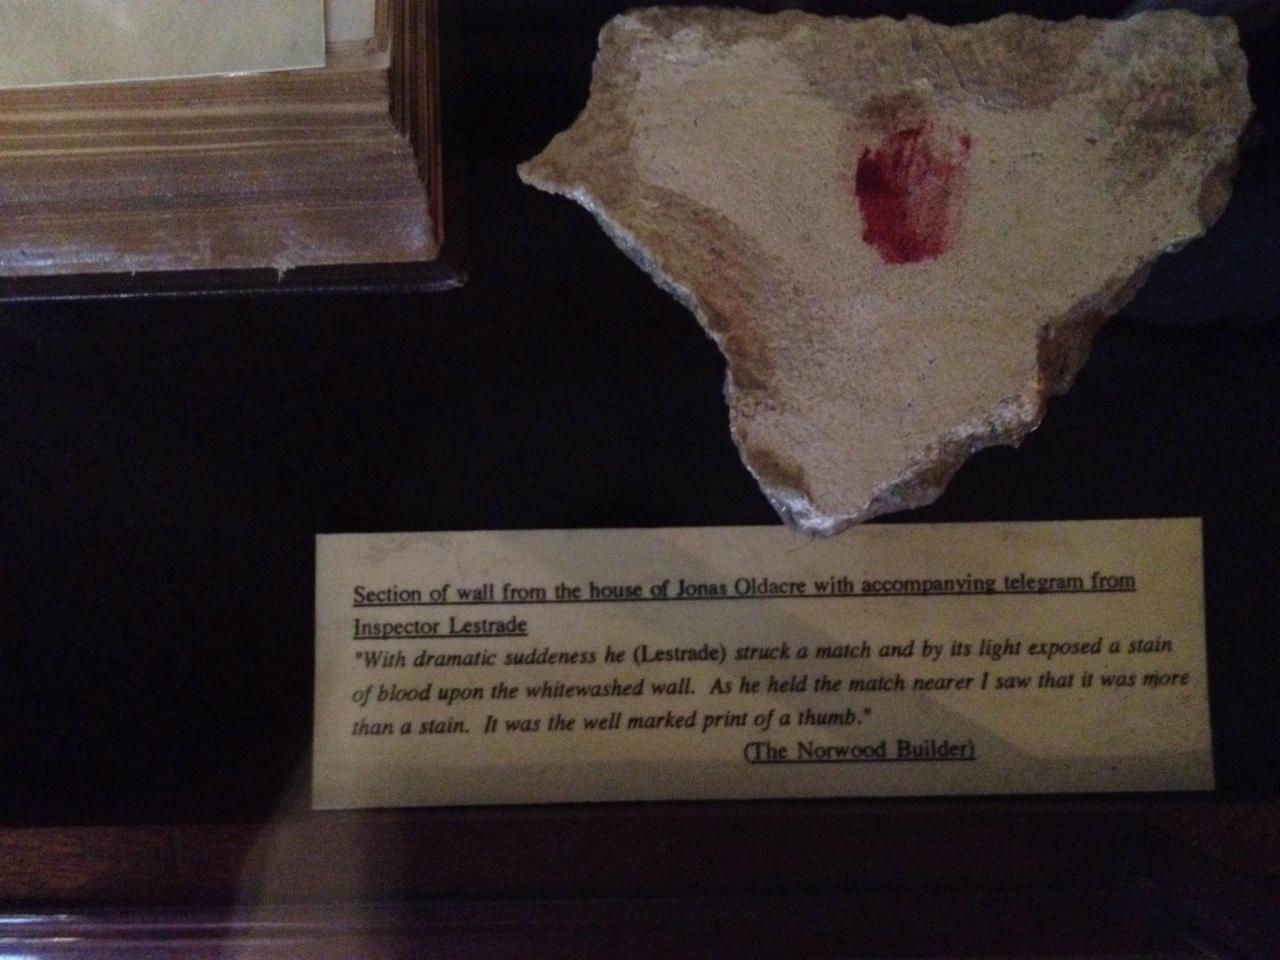 Section of wall from the house of Jonas Oldacre with accompanying telegram from
Inspector Lestrade
"With dramatic suddeness he (Lestrade) struck a match and by its light exposed a stain
of blood upon the whitewashed wall. As he held the match nearer I saw that it was more
than a stain. It was the well marked print of a thumb."
(The Norwood Builder)